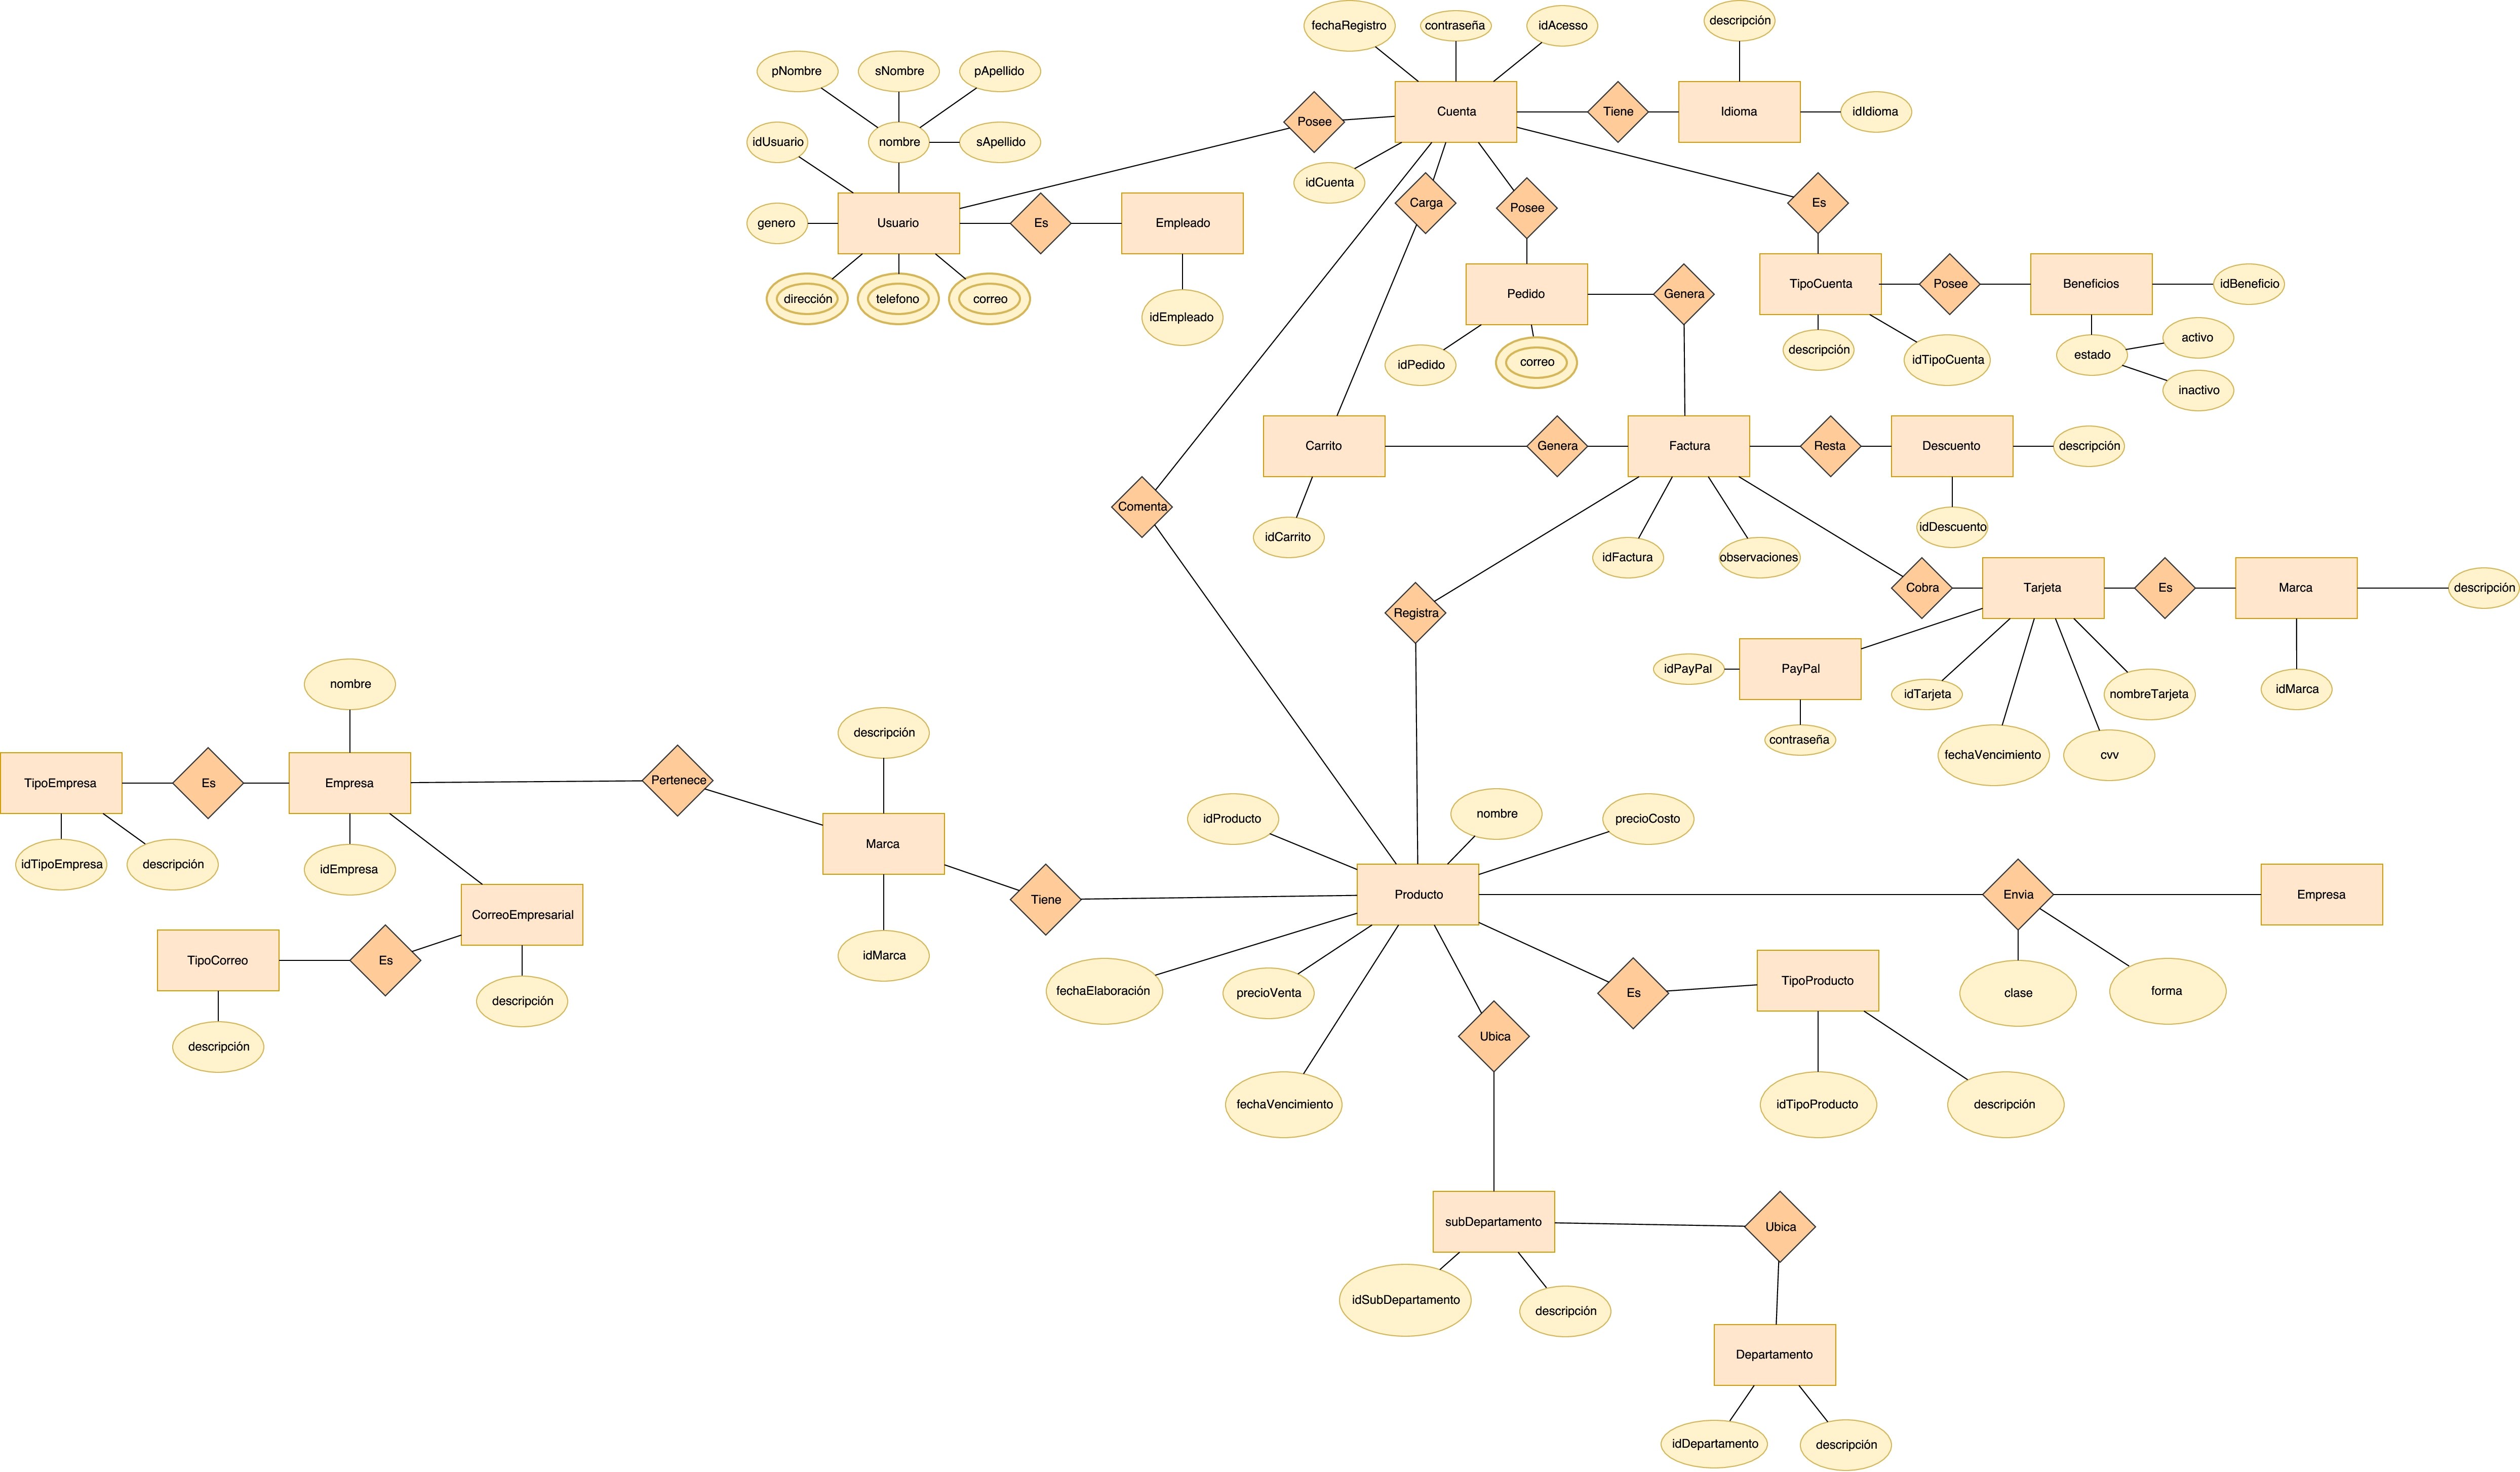 fechaRegistro
contraseña
idAcesso
descripción
pNombre
sNombre
pApellido
Posee
Cuenta
Tiene
Idioma
idIdioma
idUsuario
nombre
sApellido
idCuenta
Carga
Posee
Es
genero
Usuario
Es
Empleado
dirección
telefono
correo
idEmpleado
Pedido
Genera
TipoCuenta
Posee
Beneficios
idBeneficio
idPedido
correo
descripción
idTipoCuenta
estado
activo
inactivo
Carrito
Genera
Factura
Resta
Descuento
descripción
Comenta
idCarrito
idFactura
observaciones
idDescuento
Registra
Cobra
Tarjeta
Es
Marca
descripción
idPayPal
PayPal
idTarjeta
nombreTarjeta
idMarca
contraseña
fechaVencimiento
cvv
nombre
descripción
TipoEmpresa
Es
Empresa
Pertenece
Marca
idTipoEmpresa
descripción
idEmpresa
idProducto
nombre
precioCosto
Tiene
Producto
Envia
Empresa
CorreoEmpresarial
TipoCorreo
Es
idMarca
descripción
descripción
fechaElaboración
precioVenta
Es
TipoProducto
clase
forma
Ubica
fechaVencimiento
idTipoProducto
descripción
subDepartamento
Ubica
idSubDepartamento
descripción
Departamento
idDepartamento
descripción